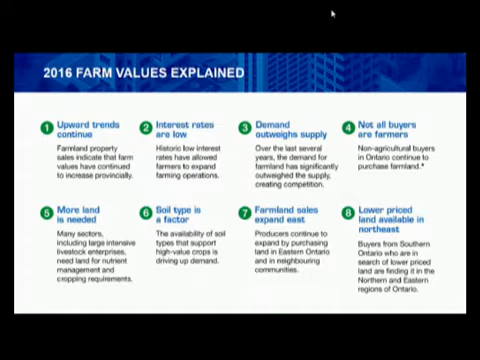 2016 FARM VALUES EXPLAINED
1 Upward trends
continue
Farmland property
sales indicate that farm
values have continued
to increase provincially.
2 Interest rates
are low
Historic low interest
rates have allowed
farmers to expand
farming operations.
3 Demand
outweighs supply
Over the last several
years, the demand for
farmland has significantly
outweighed the supply,
creating competition.
4 Not all buyers
are farmers
Non-agricultural buyers
in Ontario continue to
purchase farmland.*
5 More land
is needed
Many sectors,
including large intensive
livestock enterprises,
need land for nutrient
management and
cropping requirements.
6 Soil type is
a factor
The availability of soil
types that support
high-value crops is
driving up demand.
7 Farmland sales
expand east
Producers continue to
expand by purchasing
land in Eastern Ontario
and in neighbouring
communities.
8 Lower priced
land available in
northeast
Buyers from Southern
Ontario who are in
search of lower priced
land are finding it in the
Northern and Eastern
regions of Ontario.